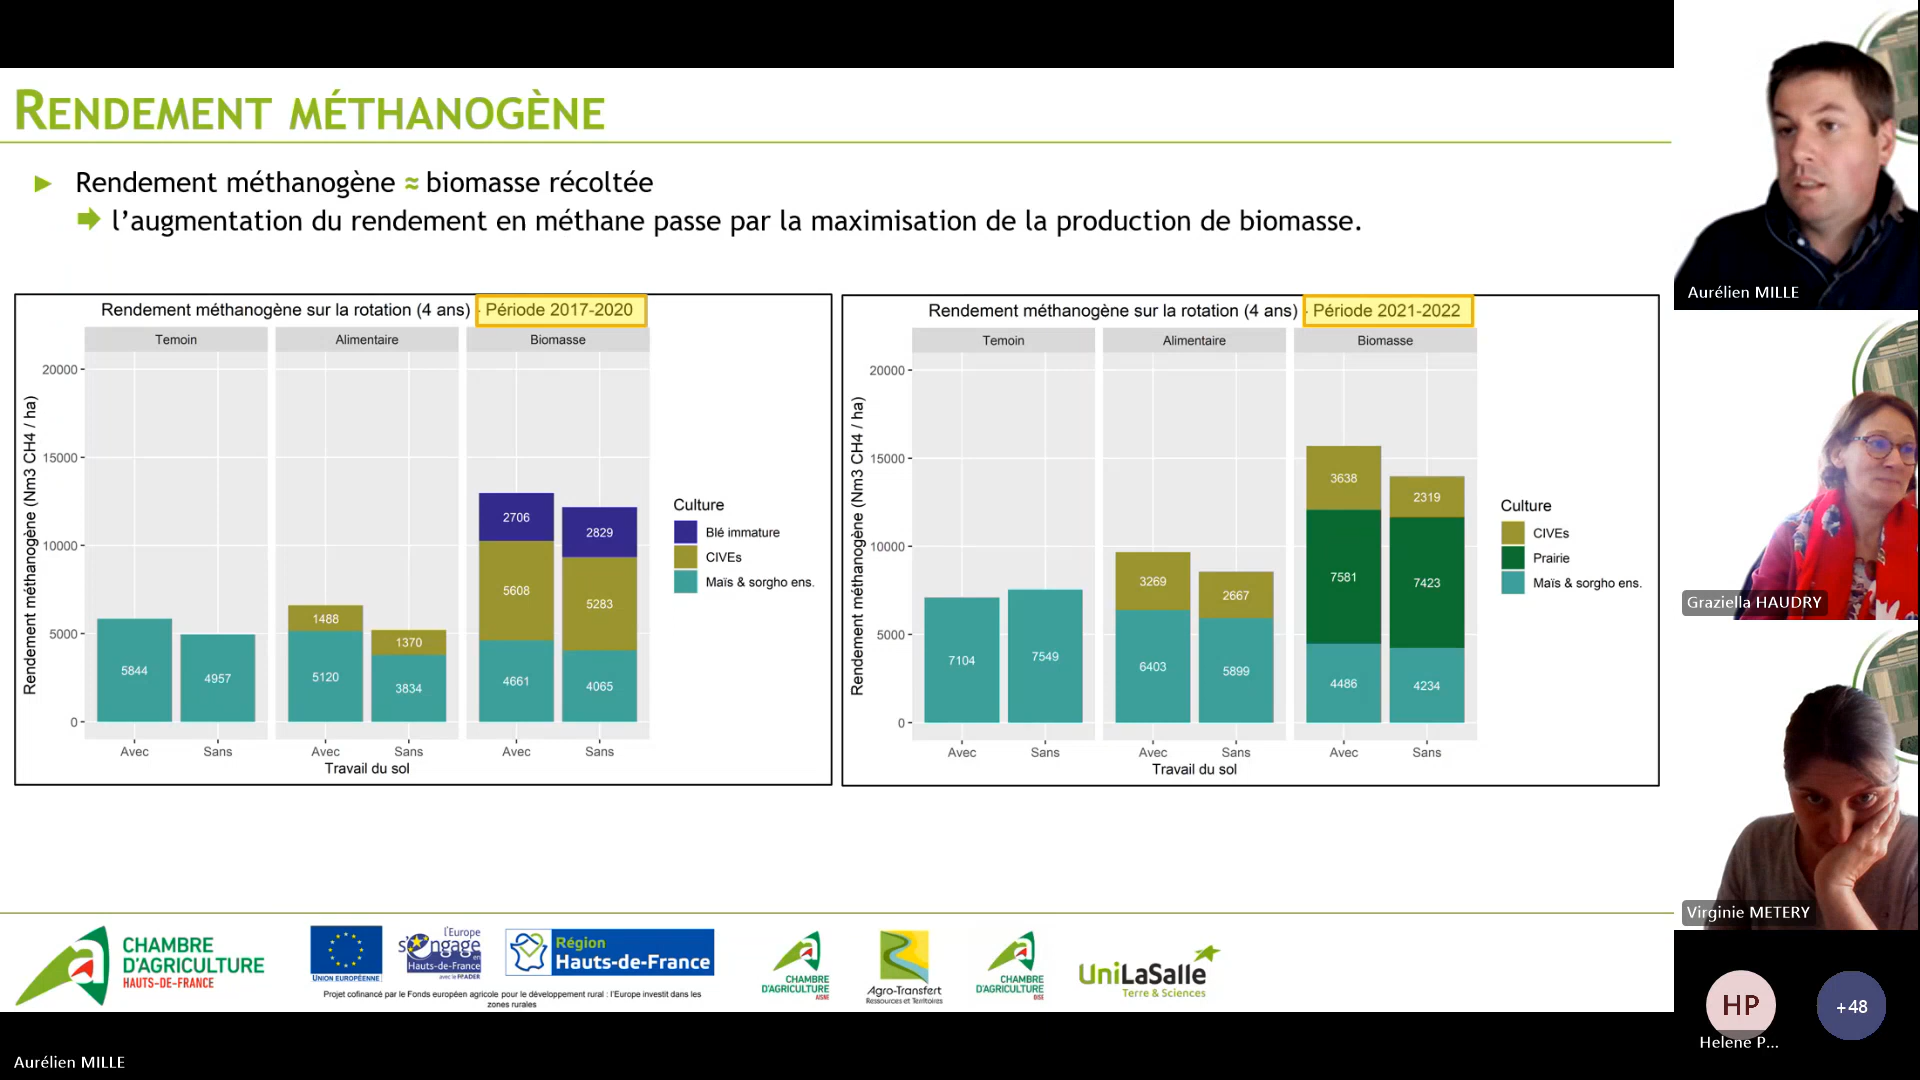 RENDEMENT MÉTHANOGÈNE
Rendement méthanogène ≈ biomasse récoltée
l’augmentation du rendement en méthane passe par la maximisation de la production de biomasse.
Rendement méthanogène sur la rotation (4 ans) - Période 2017-2020
Temoin
Alimentaire
Biomasse
Rendement méthanogène (Nm3 CH4 / ha)
20000
15000
10000
5000
0
5844
4957
1488
5120
1370
3834
2706
5608
4661
2829
5283
4065
Avec
Sans
Avec
Sans
Avec
Sans
Travail du sol
Culture
Blé immature
CIVEs
Maïs & sorgho ens.
Rendement méthanogène sur la rotation (4 ans) - Période 2021-2022
Temoin
Alimentaire
Biomasse
Rendement méthanogène (Nm3 CH4 / ha)
20000
15000
10000
5000
0
7104
7549
3269
6403
2667
5899
3638
7581
4486
2319
7423
4234
Avec
Sans
Avec
Sans
Avec
Sans
Travail du sol
Culture
CIVEs
Prairie
Maïs & sorgho ens.
CHAMBRE
D'AGRICULTURE
HAUTS-DE-FRANCE
UNION EUROPÉENNE
l'Europe
s'engage
en
Hauts-de-France
avec le FEADER
Région
Hauts-de-France
Projet cofinancé par le Fonds européen agricole pour le développement rural : l’Europe investit dans les
zones rurales
CHAMBRE
D'AGRICULTURE
AISNE
Agro-Transfert
Ressources et Territoires
CHAMBRE
D'AGRICULTURE
OISE
UniLaSalle
Terre & Sciences
Aurélien MILLE
Graziella HAUDRY
Virginie METERY
HP
Helene P...
+48
Aurélien MILLE